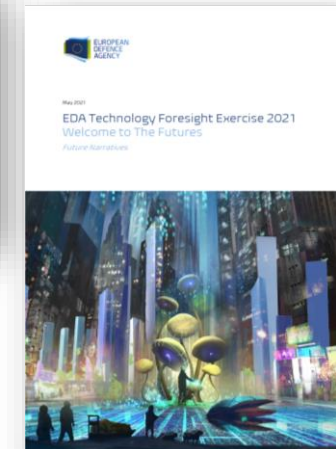 EUROPEAN
DEFENCE
AGENCY
May 2021
EDA Technology Foresight Exercise 2021
Welcome to The Futures
Future Narratives